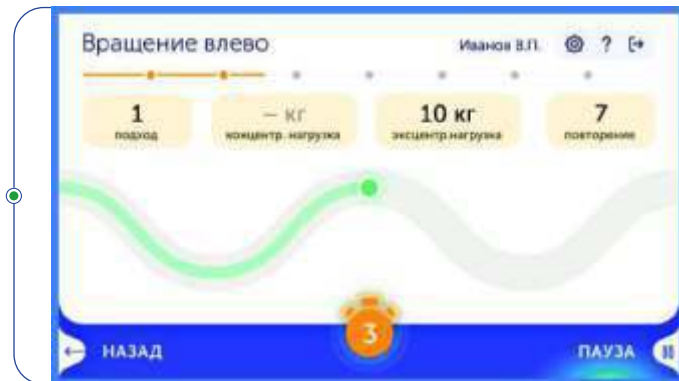 Вращение влево
Иванов В.П. ?
1 – кг 10 кг 7
подход концентр. нагрузка эксцентр.нагрузка повторение
3
НАЗАД ПАУЗА